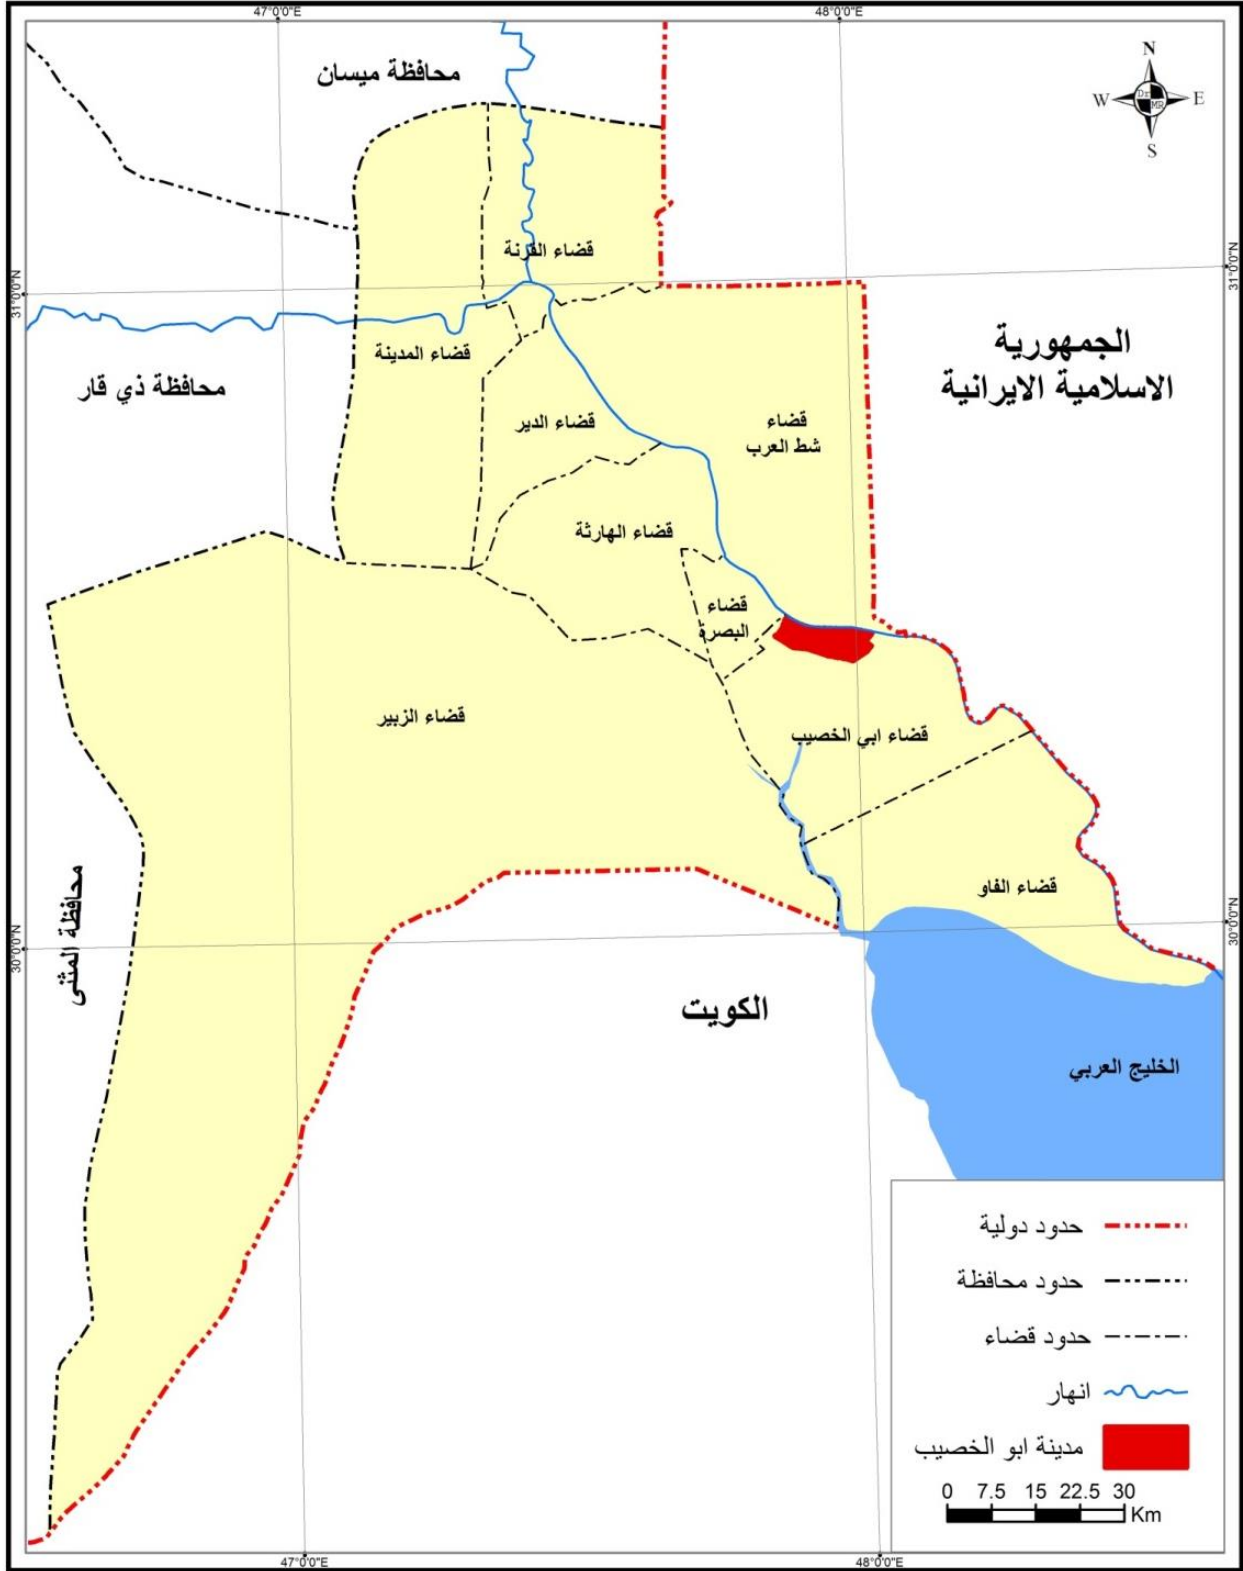 47°0'0"E
48°0'0"E
محافظة ميسان
N
W
E
S
Dr
MR
قضاء القرنة
31°0'0"N
31°0'0"N
قضاء المدينة
الجمهورية
الاسلامية الايرانية
محافظة ذي قار
قضاء الدير
قضاء
شط العرب
قضاء الهارثة
قضاء
البصرة
قضاء الزبير
قضاء ابي الخصيب
قضاء الفاو
محافظة المثنى
30°0'0"N
30°0'0"N
الكويت
الخليج العربي
حدود دولية
حدود محافظة
حدود قضاء
انهار
مدينة ابو الخصيب
0 7.5 15 22.5 30
Km
47°0'0"E
48°0'0"E